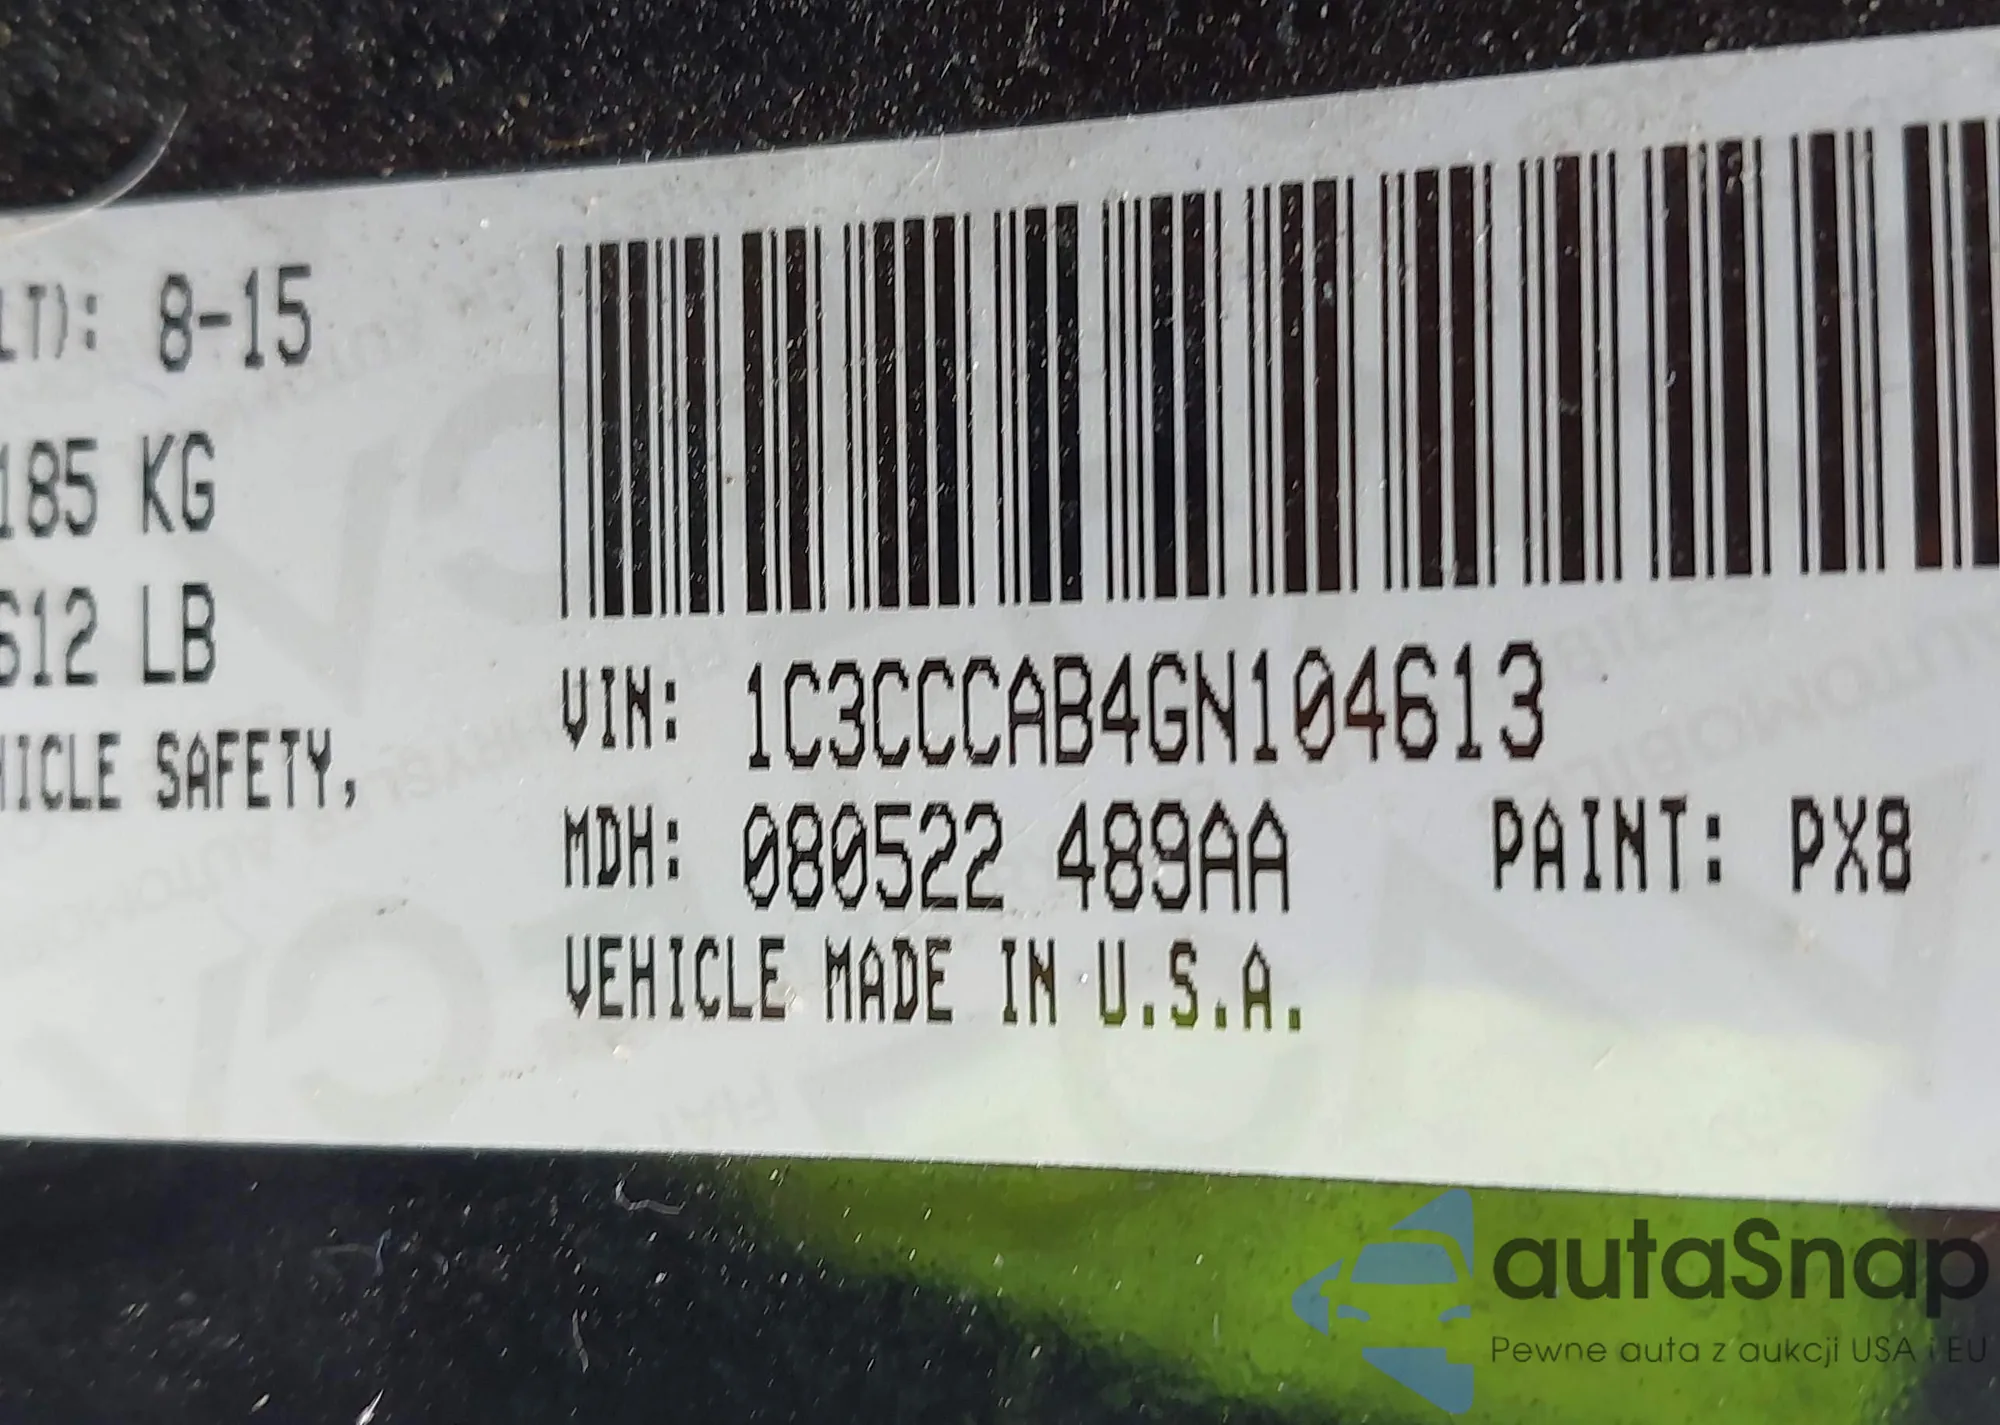 LT): 8-15
185 KG
612 LB
HICLE SAFETY,
VIN: 1C3CCCAB4GN104613
MDH: 080522 489AA
PAINT: PX8
VEHICLE MADE IN U.S.A.
autaSnap
Pewne auta z aukcji USA i EU